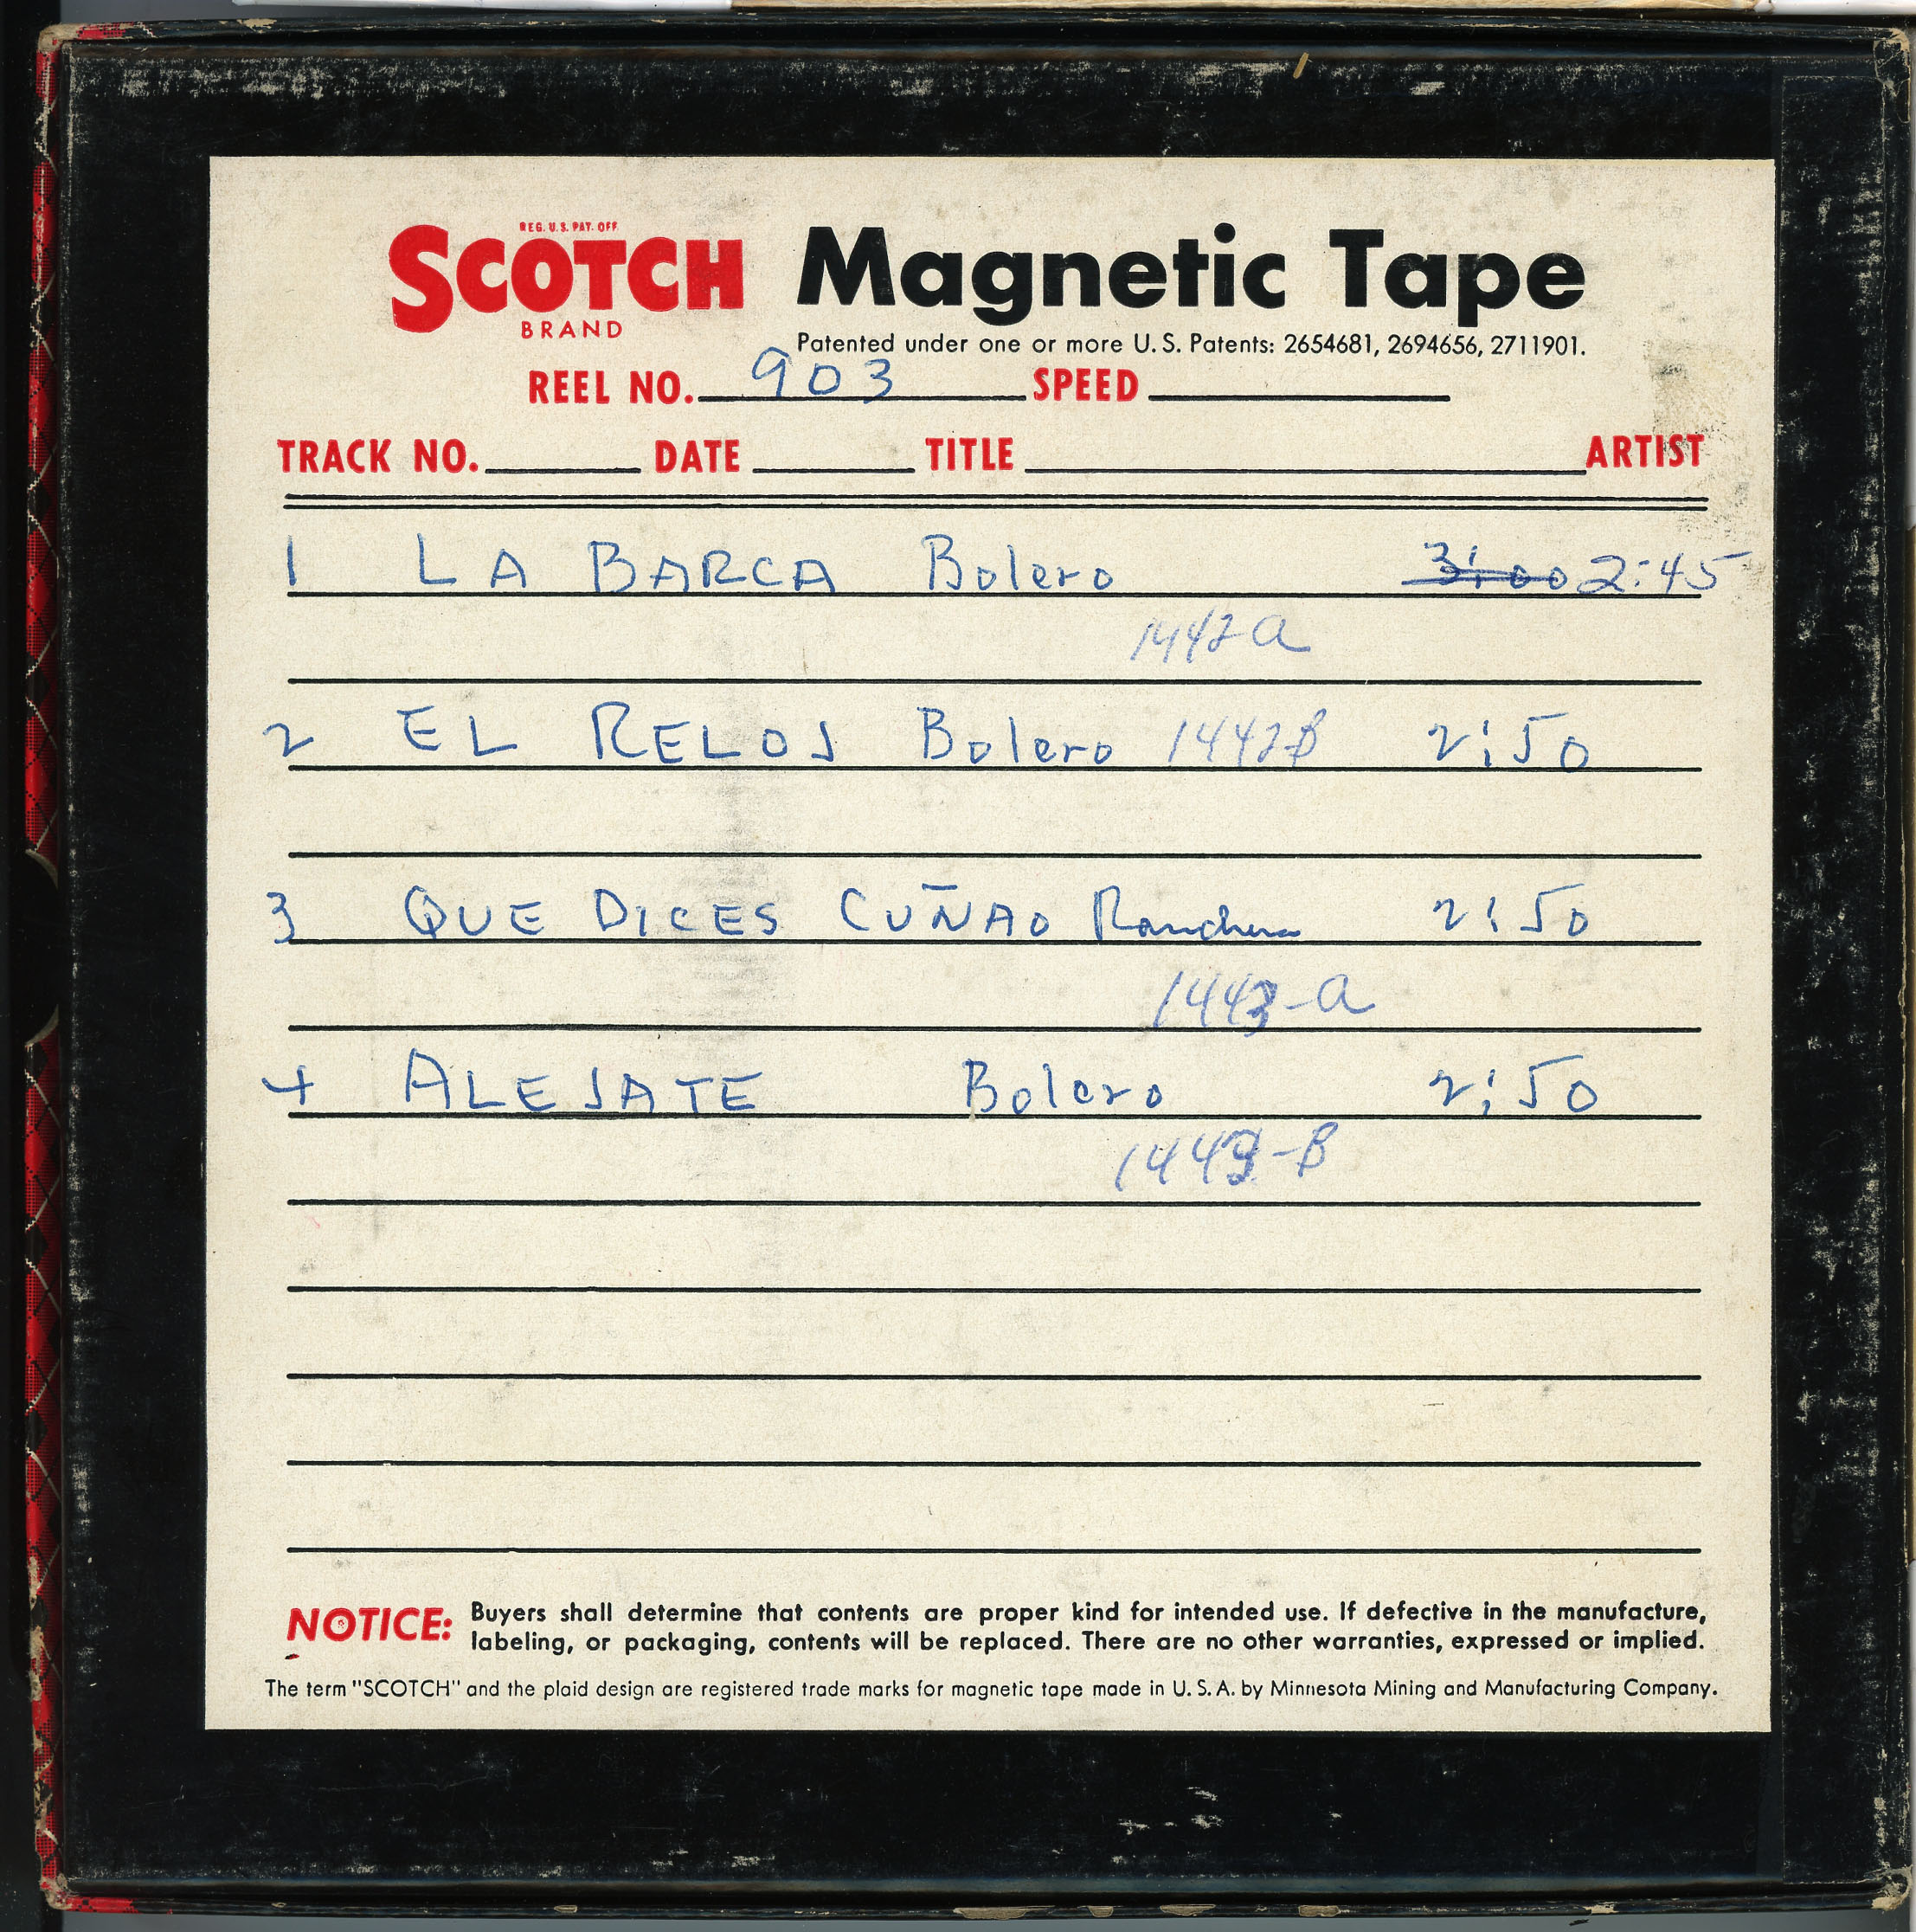 REG. U.S. PAT. OFF.
SCOTCH Magnetic Tape
BRAND
Patented under one or more U.S. Patents: 2654681, 2694656, 2711901.
REEL NO. 903 SPEED
TRACK NO. DATE TITLE ARTIST
1 LA BARCA Bolero 3:00 2:45
1442-A
2 EL RELOJ Bolero 1442B 2:50
3 QUE DICES CUÑAO Ranchera 2:50
1443-A
4 ALEJATE Bolero 2:50
1443-B
NOTICE: Buyers shall determine that contents are proper kind for intended use. If defective in the manufacture,
labeling, or packaging, contents will be replaced. There are no other warranties, expressed or implied.
The term "SCOTCH" and the plaid design are registered trade marks for magnetic tape made in U.S.A. by Minnesota Mining and Manufacturing Company.